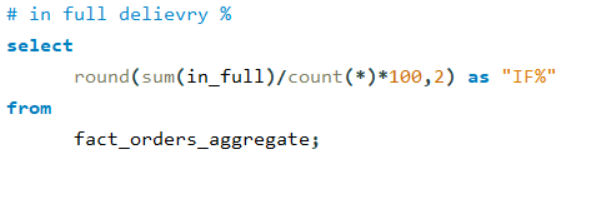 # in full delievry %
select
round(sum(in_full)/count(*)*100,2) as "IF%"
from
fact_orders_aggregate;